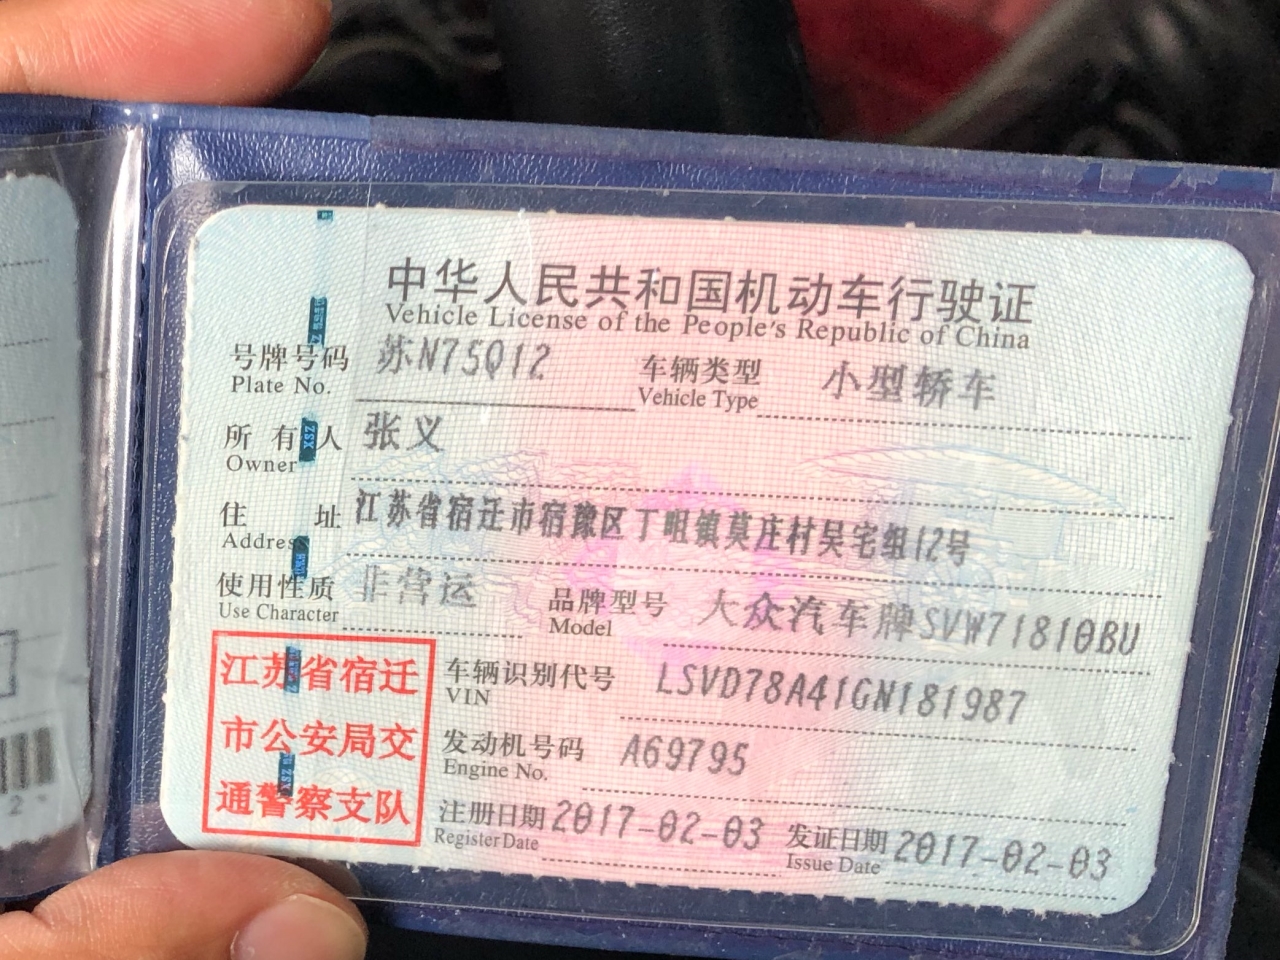 中华人民共和国机动车行驶证
Vehicle License of the People's Republic of China
号牌号码 苏N75Q12 车辆类型 小型轿车
Plate No. Vehicle Type
所有人 张义
Owner
住址 江苏省宿迁市宿豫区丁咀镇莫庄村吴宅组12号
Address
使用性质 非营运 品牌型号 大众汽车牌SVW71810BU
Use Character Model
江苏省宿迁
市公安局交
通警察支队
车辆识别代号 LSVD78A41GN181987
VIN
发动机号码 A69795
Engine No.
注册日期 2017-02-03 发证日期 2017-02-03
Register Date Issue Date
XSZ
2